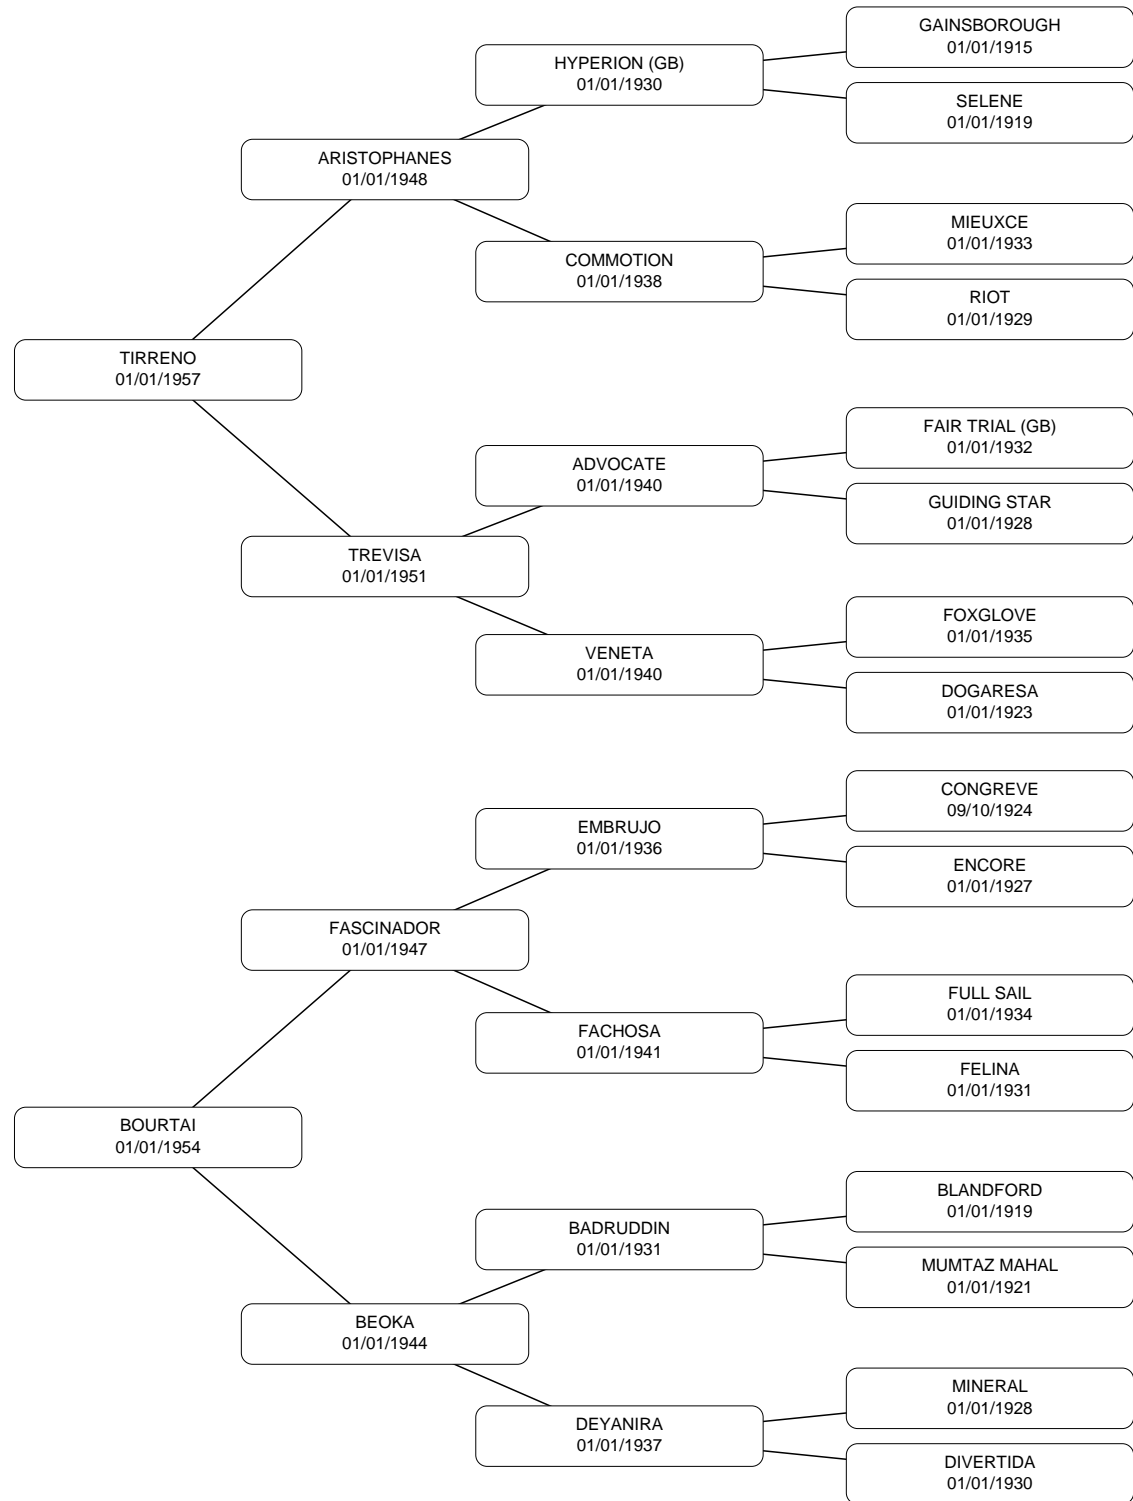 GAINSBOROUGH
01/01/1915
HYPERION (GB)
01/01/1930
SELENE
01/01/1919
ARISTOPHANES
01/01/1948
MIEUXCE
01/01/1933
COMMOTION
01/01/1938
RIOT
01/01/1929
TIRRENO
01/01/1957
FAIR TRIAL (GB)
01/01/1932
ADVOCATE
01/01/1940
GUIDING STAR
01/01/1928
TREVISA
01/01/1951
FOXGLOVE
01/01/1935
VENETA
01/01/1940
DOGARESA
01/01/1923
CONGREVE
09/10/1924
EMBRUJO
01/01/1936
ENCORE
01/01/1927
FASCINADOR
01/01/1947
FULL SAIL
01/01/1934
FACHOSA
01/01/1941
FELINA
01/01/1931
BOURTAI
01/01/1954
BLANDFORD
01/01/1919
BADRUDDIN
01/01/1931
MUMTAZ MAHAL
01/01/1921
BEOKA
01/01/1944
MINERAL
01/01/1928
DEYANIRA
01/01/1937
DIVERTIDA
01/01/1930